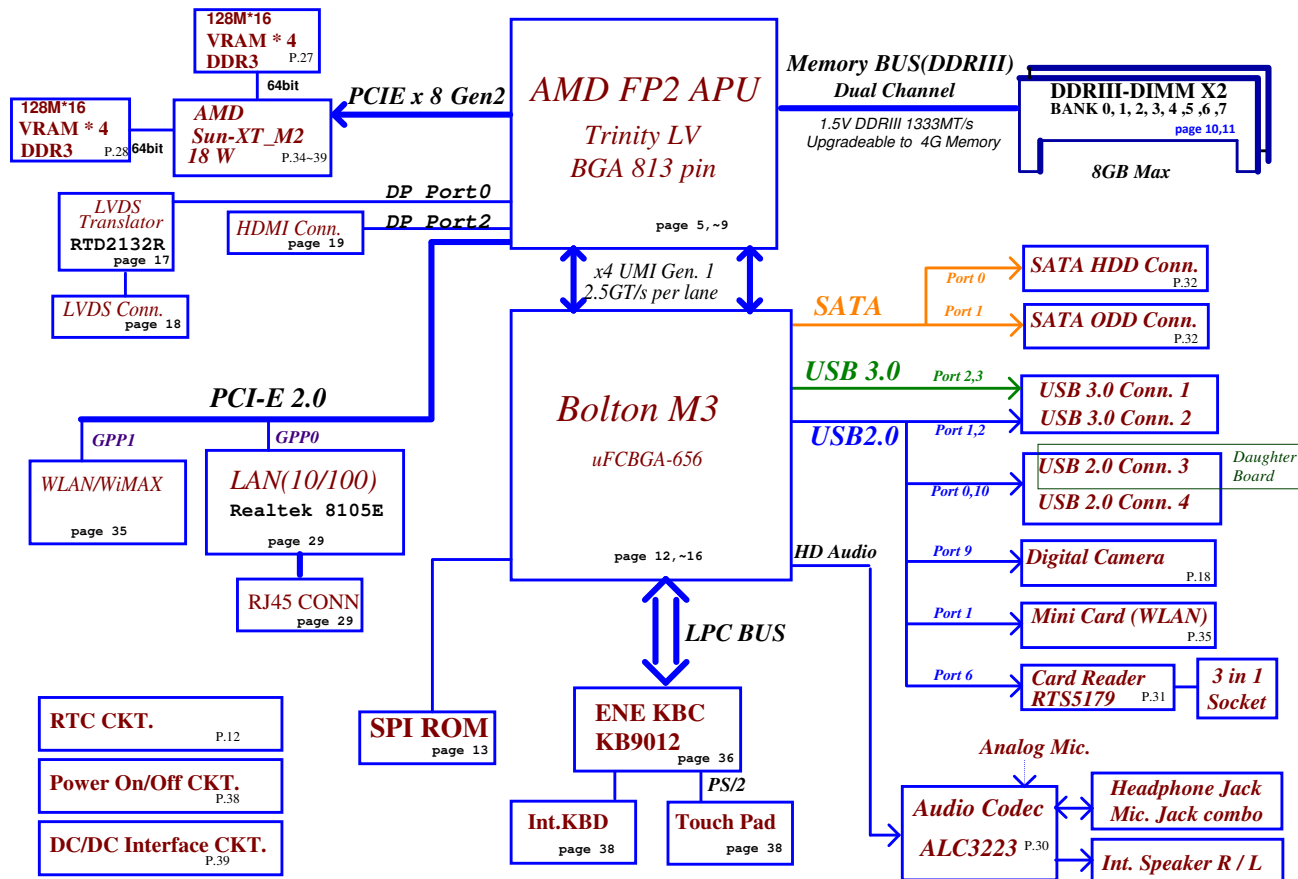 128M*16
VRAM * 4
DDR3 P.27
64bit
128M*16
VRAM * 4
DDR3 P.28
64bit
AMD
Sun-XT_M2
18 W P.34~39
PCIE x 8 Gen2
AMD FP2 APU
Trinity LV
BGA 813 pin
page 5,~9
Memory BUS(DDRIII)
Dual Channel
1.5V DDRIII 1333MT/s
Upgradeable to 4G Memory
DDRIII-DIMM X2
BANK 0, 1, 2, 3, 4 ,5 ,6 ,7
page 10,11
8GB Max
DP Port0
DP Port2
LVDS
Translator
RTD2132R
page 17
HDMI Conn.
page 19
LVDS Conn.
page 18
x4 UMI Gen. 1
2.5GT/s per lane
PCI-E 2.0
GPP1
GPP0
WLAN/WiMAX
page 35
LAN(10/100)
Realtek 8105E
page 29
RJ45 CONN
page 29
Bolton M3
uFCBGA-656
page 12,~16
SATA
Port 0
SATA HDD Conn.
P.32
Port 1
SATA ODD Conn.
P.32
USB 3.0
Port 2,3
USB 3.0 Conn. 1
USB 3.0 Conn. 2
USB2.0
Port 1,2
Port 0,10
USB 2.0 Conn. 3
USB 2.0 Conn. 4
Daughter
Board
HD Audio
Port 9
Digital Camera
P.18
Port 1
Mini Card (WLAN)
P.35
Port 6
Card Reader
RTS5179 P.31
3 in 1
Socket
LPC BUS
SPI ROM
page 13
ENE KBC
KB9012
page 36
PS/2
Int.KBD
page 38
Touch Pad
page 38
Analog Mic.
Audio Codec
ALC3223 P.30
Headphone Jack
Mic. Jack combo
Int. Speaker R / L
RTC CKT.
P.12
Power On/Off CKT.
P.38
DC/DC Interface CKT.
P.39